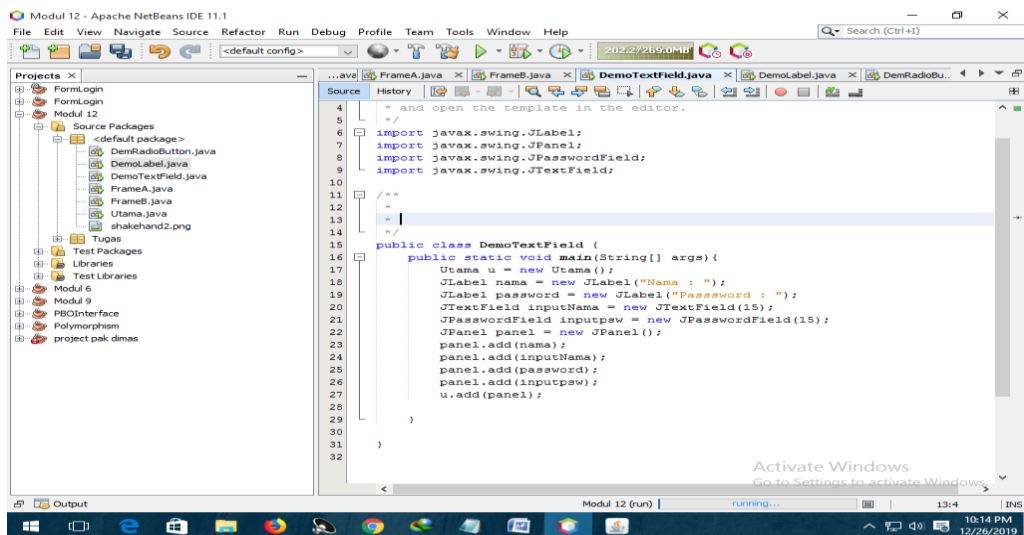 Modul 12 - Apache NetBeans IDE 11.1
File Edit View Navigate Source Refactor Run Debug Profile Team Tools Window Help
Search (Ctrl+I)
<default config>
202.2/269.0MB
Projects
...ava FrameA.java FrameB.java DemoTextField.java DemoLabel.java DemRadioBu..
FormLogin
FormLogin
Modul 12
Source Packages
<default package>
DemRadioButton.java
DemoLabel.java
DemoTextField.java
FrameA.java
FrameB.java
Utama.java
shakehand2.png
Tugas
Test Packages
Libraries
Test Libraries
Modul 6
Modul 9
PBOInterface
Polymorphism
project pak dimas
Source History
4 * and open the template in the editor.
5 */
6 import javax.swing.JLabel;
7 import javax.swing.JPanel;
8 import javax.swing.JPasswordField;
9 import javax.swing.JTextField;
10
11 /**
12 *
13 *
14 */
15 public class DemoTextField {
16 public static void main(String[] args){
17 Utama u = new Utama();
18 JLabel nama = new JLabel("Nama : ");
19 JLabel password = new JLabel("Passsword : ");
20 JTextField inputNama = new JTextField(15);
21 JPasswordField inputpsw = new JPasswordField(15);
22 JPanel panel = new JPanel();
23 panel.add(nama);
24 panel.add(inputNama);
25 panel.add(password);
26 panel.add(inputpsw);
27 u.add(panel);
28
29 }
30
31 }
32
Activate Windows
Go to Settings to activate Windows.
Output
Modul 12 (run) running... 13:4 INS
10:14 PM
12/26/2019